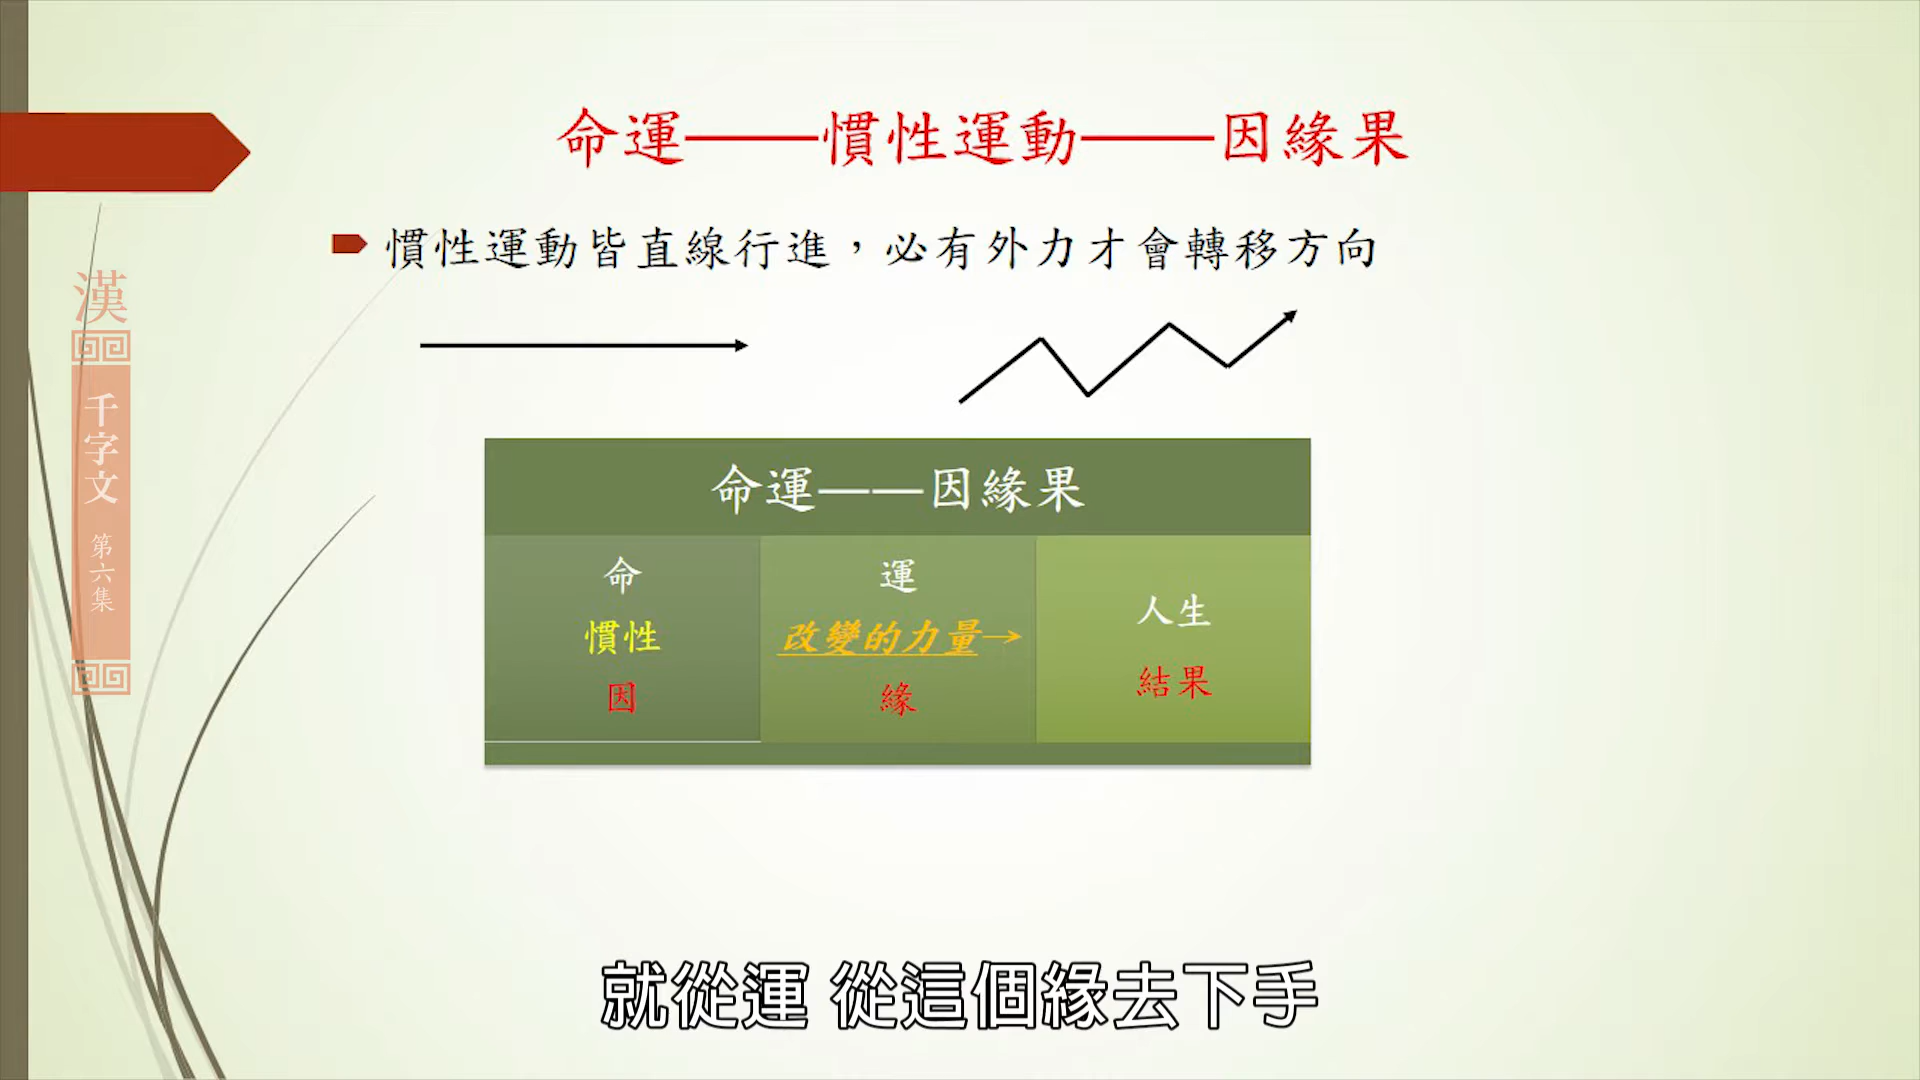 命運——慣性運動——因緣果
慣性運動皆直線行進，必有外力才會轉移方向
漢
千字文 第六集
命運——因緣果
命
慣性
因
運
改變的力量→
緣
人生
結果
就從運 從這個緣去下手